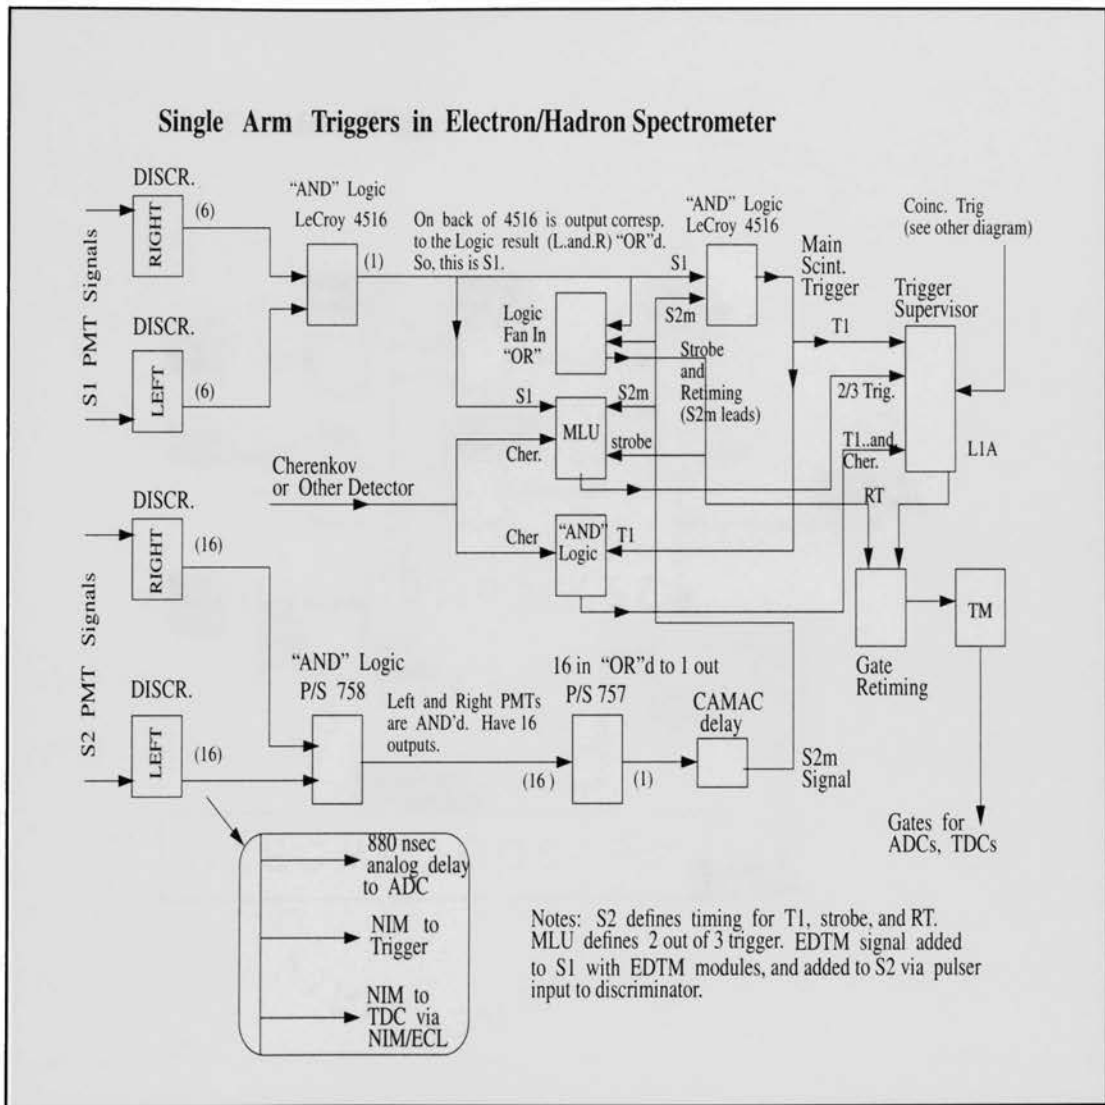 Single Arm Triggers in Electron/Hadron Spectrometer
DISCR.
(6)
RIGHT
S1 PMT Signals
DISCR.
LEFT
(6)
“AND” Logic
LeCroy 4516
(1)
On back of 4516 is output corresp.
to the Logic result (L.and.R) “OR”d.
So, this is S1.
“AND” Logic
LeCroy 4516
S1
S2m
Main
Scint.
Trigger
Coinc. Trig
(see other diagram)
Trigger
Supervisor
T1
Logic
Fan In
“OR”
Strobe
and
Retiming
(S2m leads)
2/3 Trig.
S1
S2m
MLU
Cher.
strobe
T1..and
Cher.
L1A
RT
Cherenkov
or Other Detector
Cher
“AND”
Logic
T1
DISCR.
RIGHT
(16)
S2 PMT Signals
DISCR.
LEFT
(16)
“AND” Logic
P/S 758
Left and Right PMTs
are AND'd. Have 16
outputs.
(16)
16 in “OR”d to 1 out
P/S 757
(1)
CAMAC
delay
S2m
Signal
Gate
Retiming
TM
Gates for
ADCs, TDCs
880 nsec
analog delay
to ADC
NIM to
Trigger
NIM to
TDC via
NIM/ECL
Notes: S2 defines timing for T1, strobe, and RT.
MLU defines 2 out of 3 trigger. EDTM signal added
to S1 with EDTM modules, and added to S2 via pulser
input to discriminator.